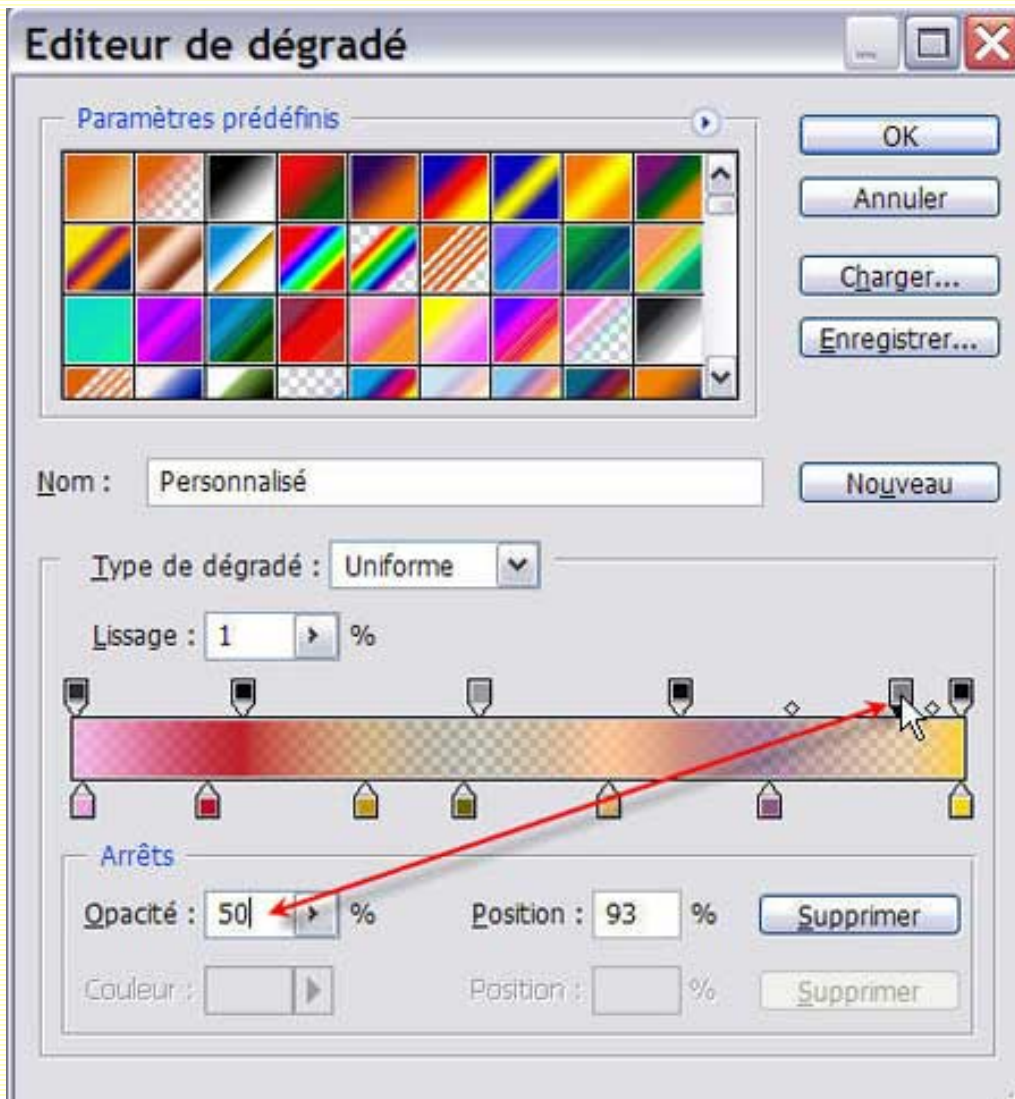 Editeur de dégradé
Paramètres prédéfinis
OK
Annuler
Charger...
Enregistrer...
Nom : Personnalisé Nouveau
Type de dégradé : Uniforme
Lissage : 1 %
Arrêts
Opacité : 50 % Position : 93 % Supprimer
Couleur : Position : % Supprimer